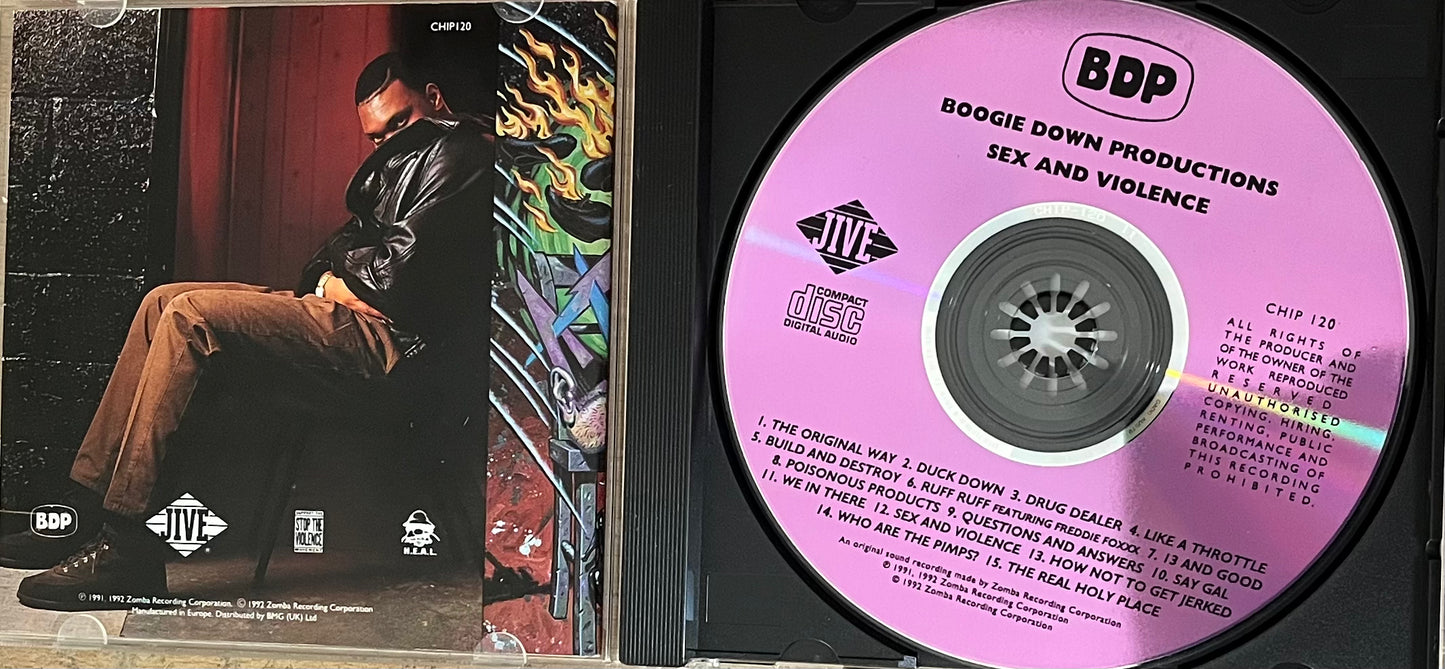 CHIP120
BDP
JIVE
®
SUPPORT THE
STOP THE
VIOLENCE
MOVEMENT
H.E.A.L.
℗ 1991, 1992 Zomba Recording Corporation. © 1992 Zomba Recording Corporation
Manufactured in Europe. Distributed by BMG (UK) Ltd
BDP
BOOGIE DOWN PRODUCTIONS
SEX AND VIOLENCE
JIVE
COMPACT
disc
DIGITAL AUDIO
CHIP-120
CHIP 120
ALL RIGHTS OF
THE PRODUCER AND
OF THE OWNER OF THE
WORK REPRODUCED
RESERVED
UNAUTHORISED
COPYING, HIRING,
RENTING, PUBLIC
PERFORMANCE AND
BROADCASTING OF
THIS RECORDING
PROHIBITED.
1. THE ORIGINAL WAY 2. DUCK DOWN 3. DRUG DEALER 4. LIKE A THROTTLE
5. BUILD AND DESTROY 6. RUFF RUFF FEATURING FREDDIE FOXXX 7. 13 AND GOOD
8. POISONOUS PRODUCTS 9. QUESTIONS AND ANSWERS 10. SAY GAL
11. WE IN THERE 12. SEX AND VIOLENCE 13. HOW NOT TO GET JERKED
14. WHO ARE THE PIMPS? 15. THE REAL HOLY PLACE
An original sound recording made by Zomba Recording Corporation
℗ 1991, 1992 Zomba Recording Corporation
© 1992 Zomba Recording Corporation